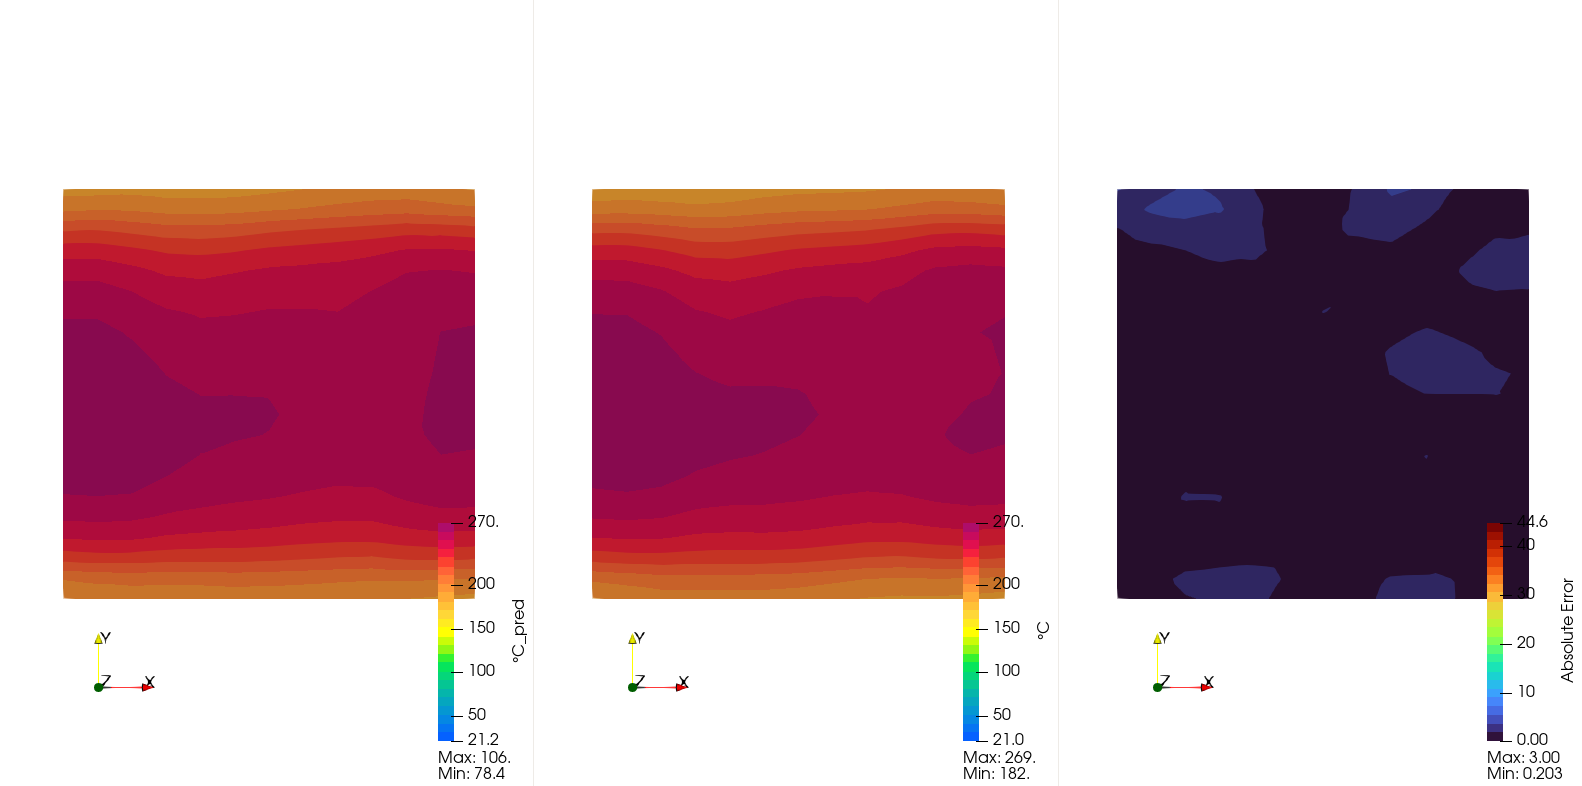 270.
200
150
100
50
21.2
°C_pred
Max: 106.
Min: 78.4
Y
Z
X
270.
200
150
100
50
21.0
°C
Max: 269.
Min: 182.
Y
Z
X
44.6
40
30
20
10
0.00
Absolute Error
Max: 3.00
Min: 0.203
Y
Z
X